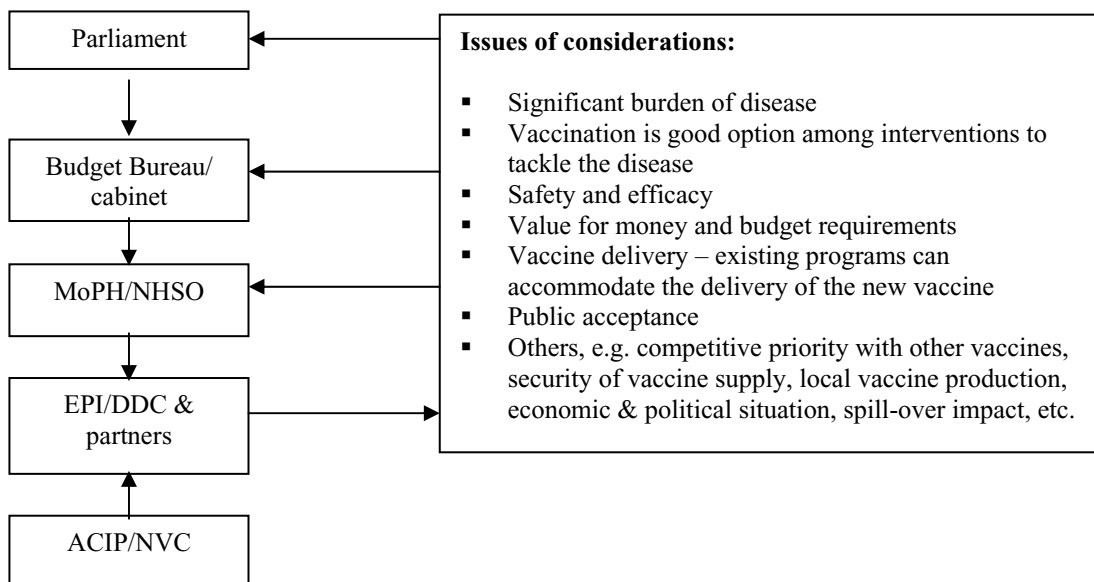 Parliament
Budget Bureau/
cabinet
MoPH/NHSO
EPI/DDC &
partners
ACIP/NVC
Issues of considerations:
▪ Significant burden of disease
▪ Vaccination is good option among interventions to
tackle the disease
▪ Safety and efficacy
▪ Value for money and budget requirements
▪ Vaccine delivery – existing programs can
accommodate the delivery of the new vaccine
▪ Public acceptance
▪ Others, e.g. competitive priority with other vaccines,
security of vaccine supply, local vaccine production,
economic & political situation, spill-over impact, etc.